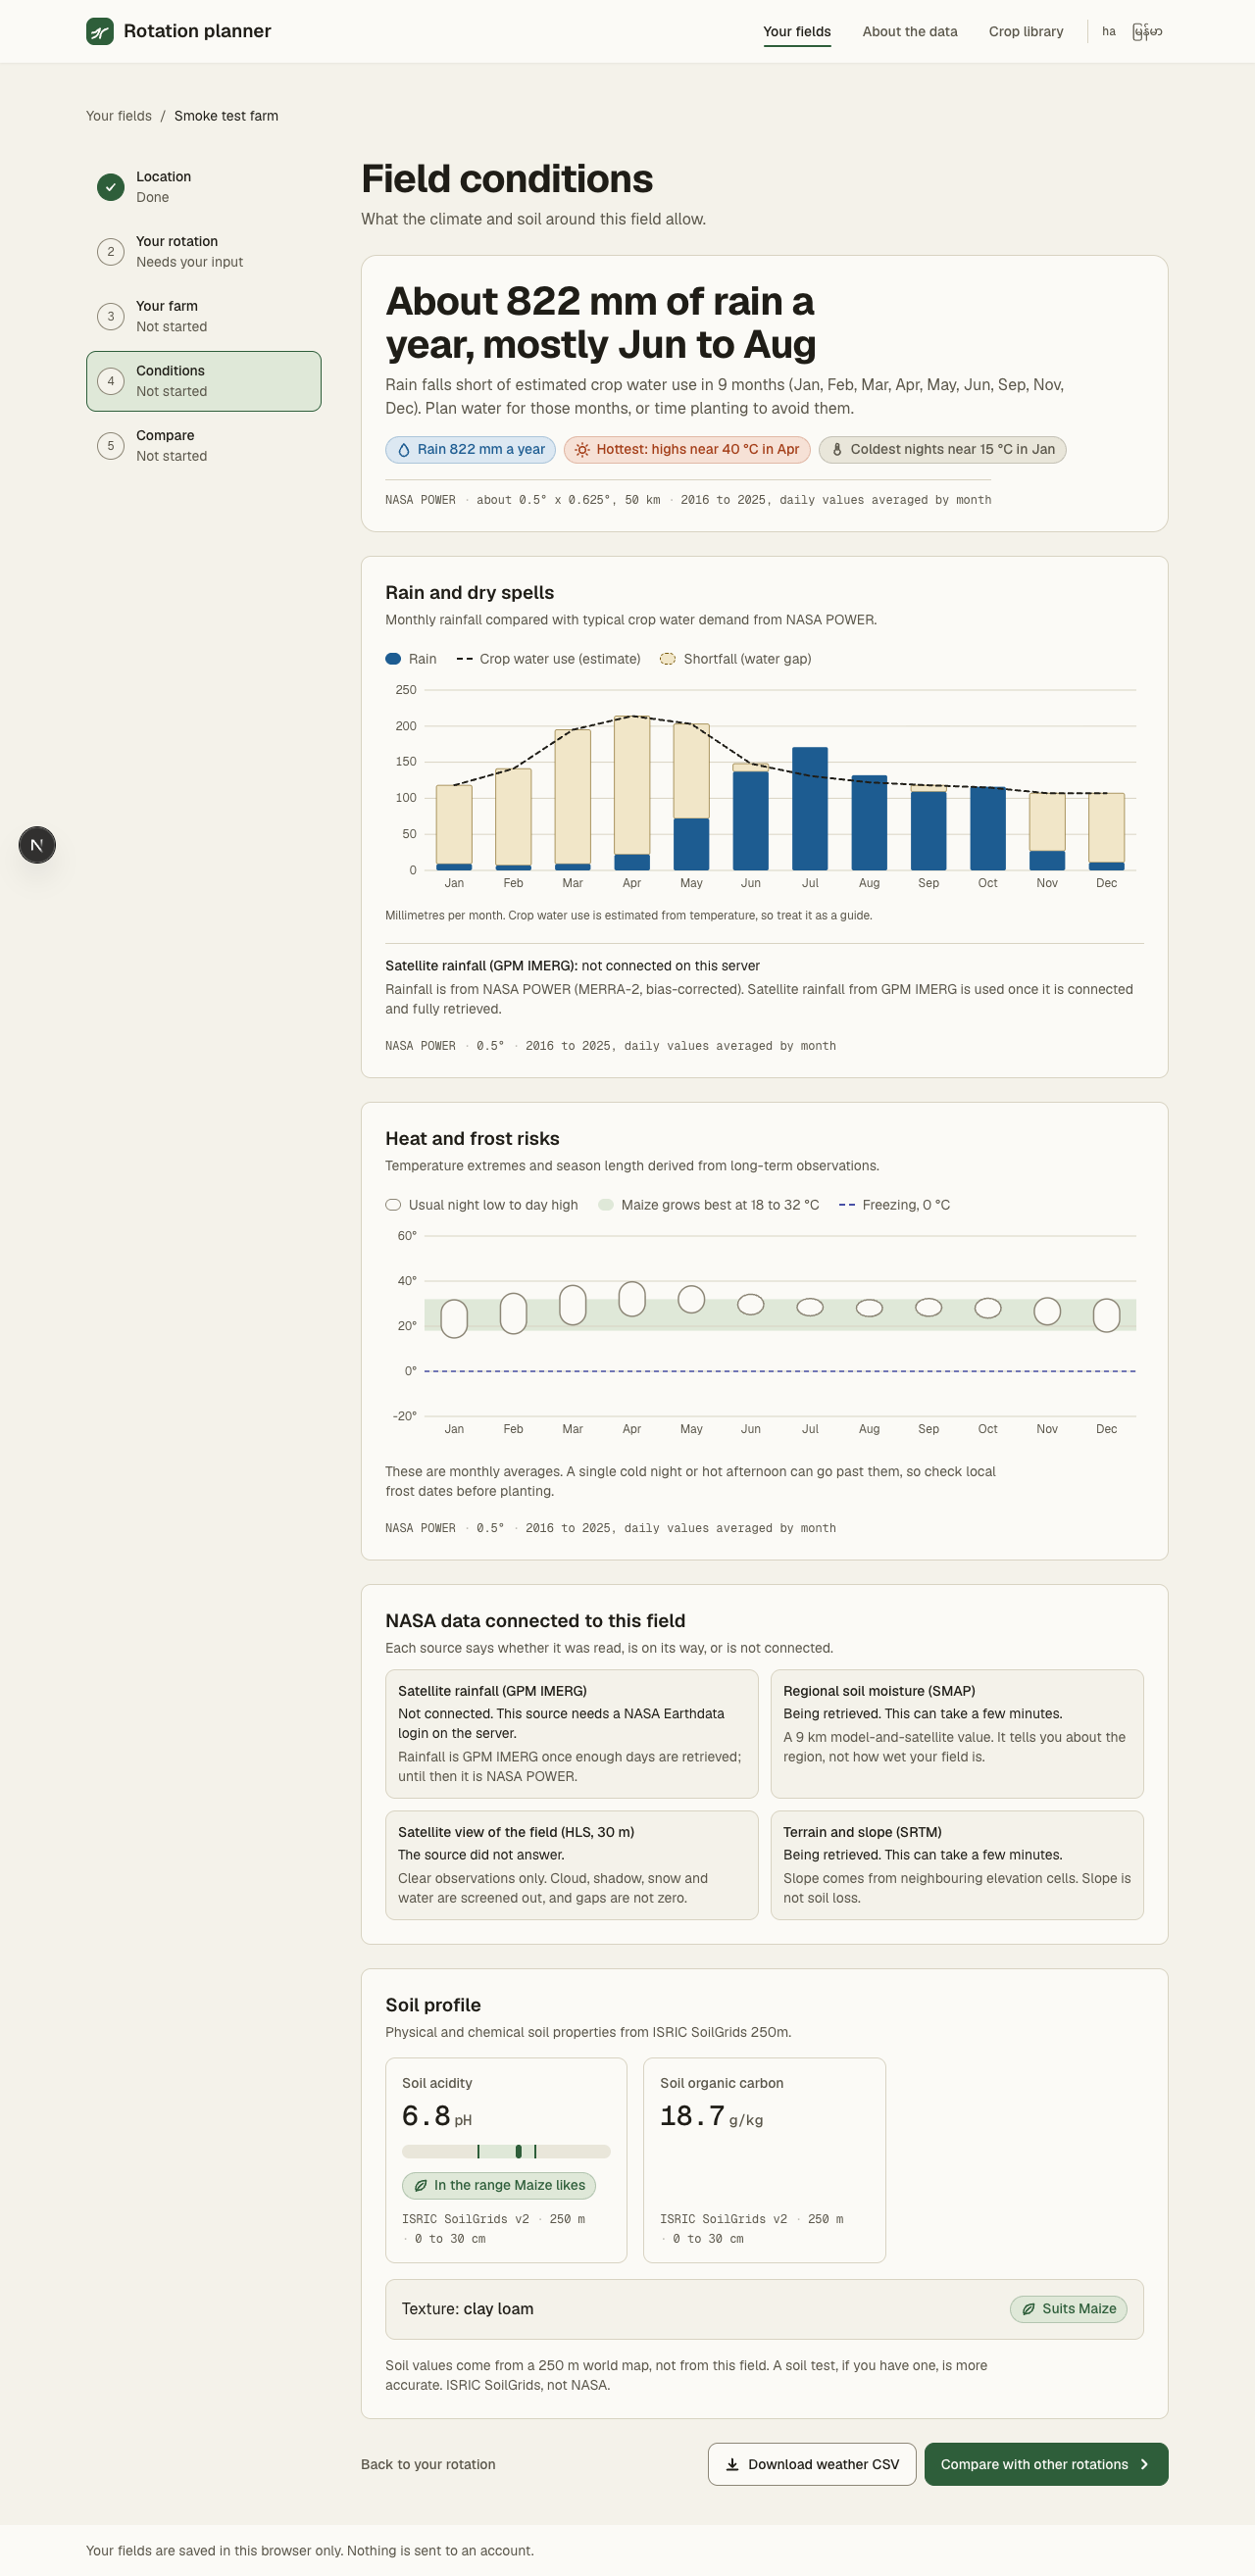 Rotation planner
Your fields
About the data
Crop library
ha
မြန်မာ
Your fields / Smoke test farm
Location
Done
2
Your rotation
Needs your input
3
Your farm
Not started
4
Conditions
Not started
5
Compare
Not started
Field conditions
What the climate and soil around this field allow.
About 822 mm of rain a
year, mostly Jun to Aug
Rain falls short of estimated crop water use in 9 months (Jan, Feb, Mar, Apr, May, Jun, Sep, Nov,
Dec). Plan water for those months, or time planting to avoid them.
Rain 822 mm a year
Hottest: highs near 40 °C in Apr
Coldest nights near 15 °C in Jan
NASA POWER · about 0.5° x 0.625°, 50 km · 2016 to 2025, daily values averaged by month
Rain and dry spells
Monthly rainfall compared with typical crop water demand from NASA POWER.
Rain
Crop water use (estimate)
Shortfall (water gap)
250
200
150
100
50
0
Jan Feb Mar Apr May Jun Jul Aug Sep Oct Nov Dec
Millimetres per month. Crop water use is estimated from temperature, so treat it as a guide.
Satellite rainfall (GPM IMERG): not connected on this server
Rainfall is from NASA POWER (MERRA-2, bias-corrected). Satellite rainfall from GPM IMERG is used once it is connected
and fully retrieved.
NASA POWER · 0.5° · 2016 to 2025, daily values averaged by month
Heat and frost risks
Temperature extremes and season length derived from long-term observations.
Usual night low to day high
Maize grows best at 18 to 32 °C
Freezing, 0 °C
60°
40°
20°
0°
-20°
Jan Feb Mar Apr May Jun Jul Aug Sep Oct Nov Dec
These are monthly averages. A single cold night or hot afternoon can go past them, so check local
frost dates before planting.
NASA POWER · 0.5° · 2016 to 2025, daily values averaged by month
N
NASA data connected to this field
Each source says whether it was read, is on its way, or is not connected.
Satellite rainfall (GPM IMERG)
Not connected. This source needs a NASA Earthdata
login on the server.
Rainfall is GPM IMERG once enough days are retrieved;
until then it is NASA POWER.
Regional soil moisture (SMAP)
Being retrieved. This can take a few minutes.
A 9 km model-and-satellite value. It tells you about the
region, not how wet your field is.
Satellite view of the field (HLS, 30 m)
The source did not answer.
Clear observations only. Cloud, shadow, snow and
water are screened out, and gaps are not zero.
Terrain and slope (SRTM)
Being retrieved. This can take a few minutes.
Slope comes from neighbouring elevation cells. Slope is
not soil loss.
Soil profile
Physical and chemical soil properties from ISRIC SoilGrids 250m.
Soil acidity
6.8 pH
In the range Maize likes
ISRIC SoilGrids v2 · 250 m
· 0 to 30 cm
Soil organic carbon
18.7 g/kg
ISRIC SoilGrids v2 · 250 m
· 0 to 30 cm
Texture: clay loam
Suits Maize
Soil values come from a 250 m world map, not from this field. A soil test, if you have one, is more
accurate. ISRIC SoilGrids, not NASA.
Back to your rotation
Download weather CSV
Compare with other rotations
Your fields are saved in this browser only. Nothing is sent to an account.